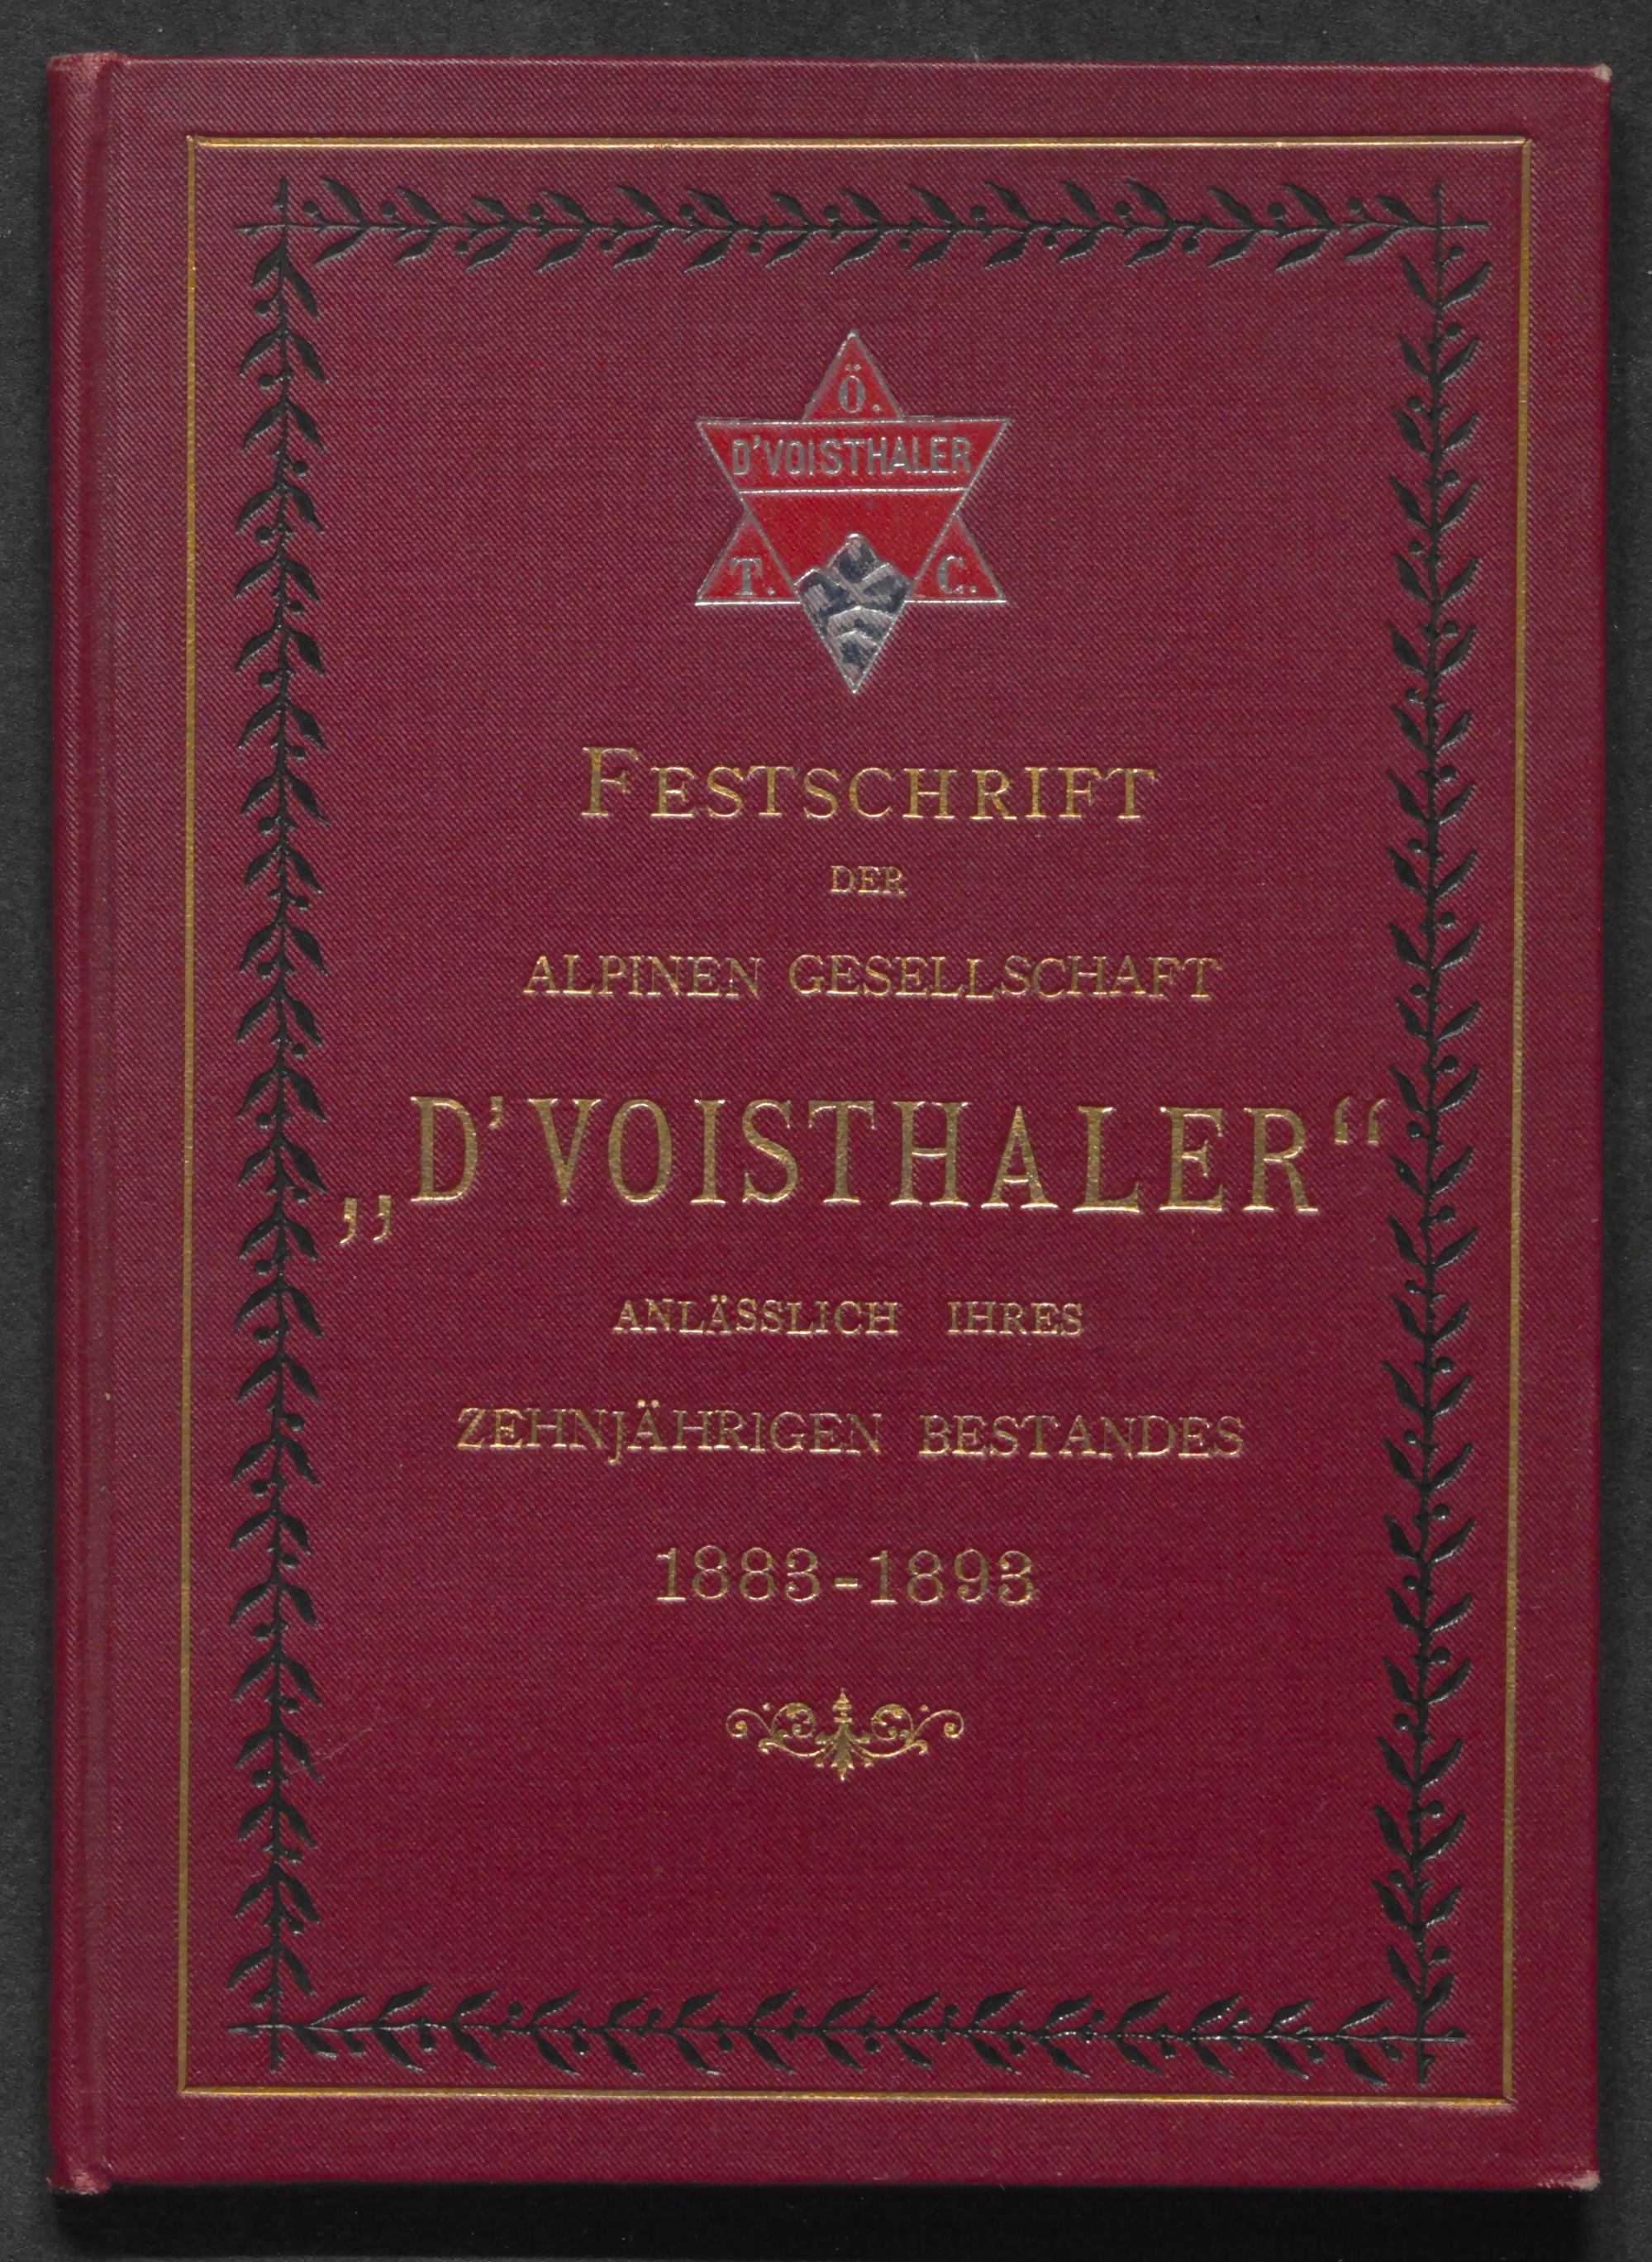 Ö.
D'VOISTHALER
T. C.
FESTSCHRIFT
DER
ALPINEN GESELLSCHAFT
„D'VOISTHALER“
ANLÄSSLICH IHRES
ZEHNJÄHRIGEN BESTANDES
1883-1893